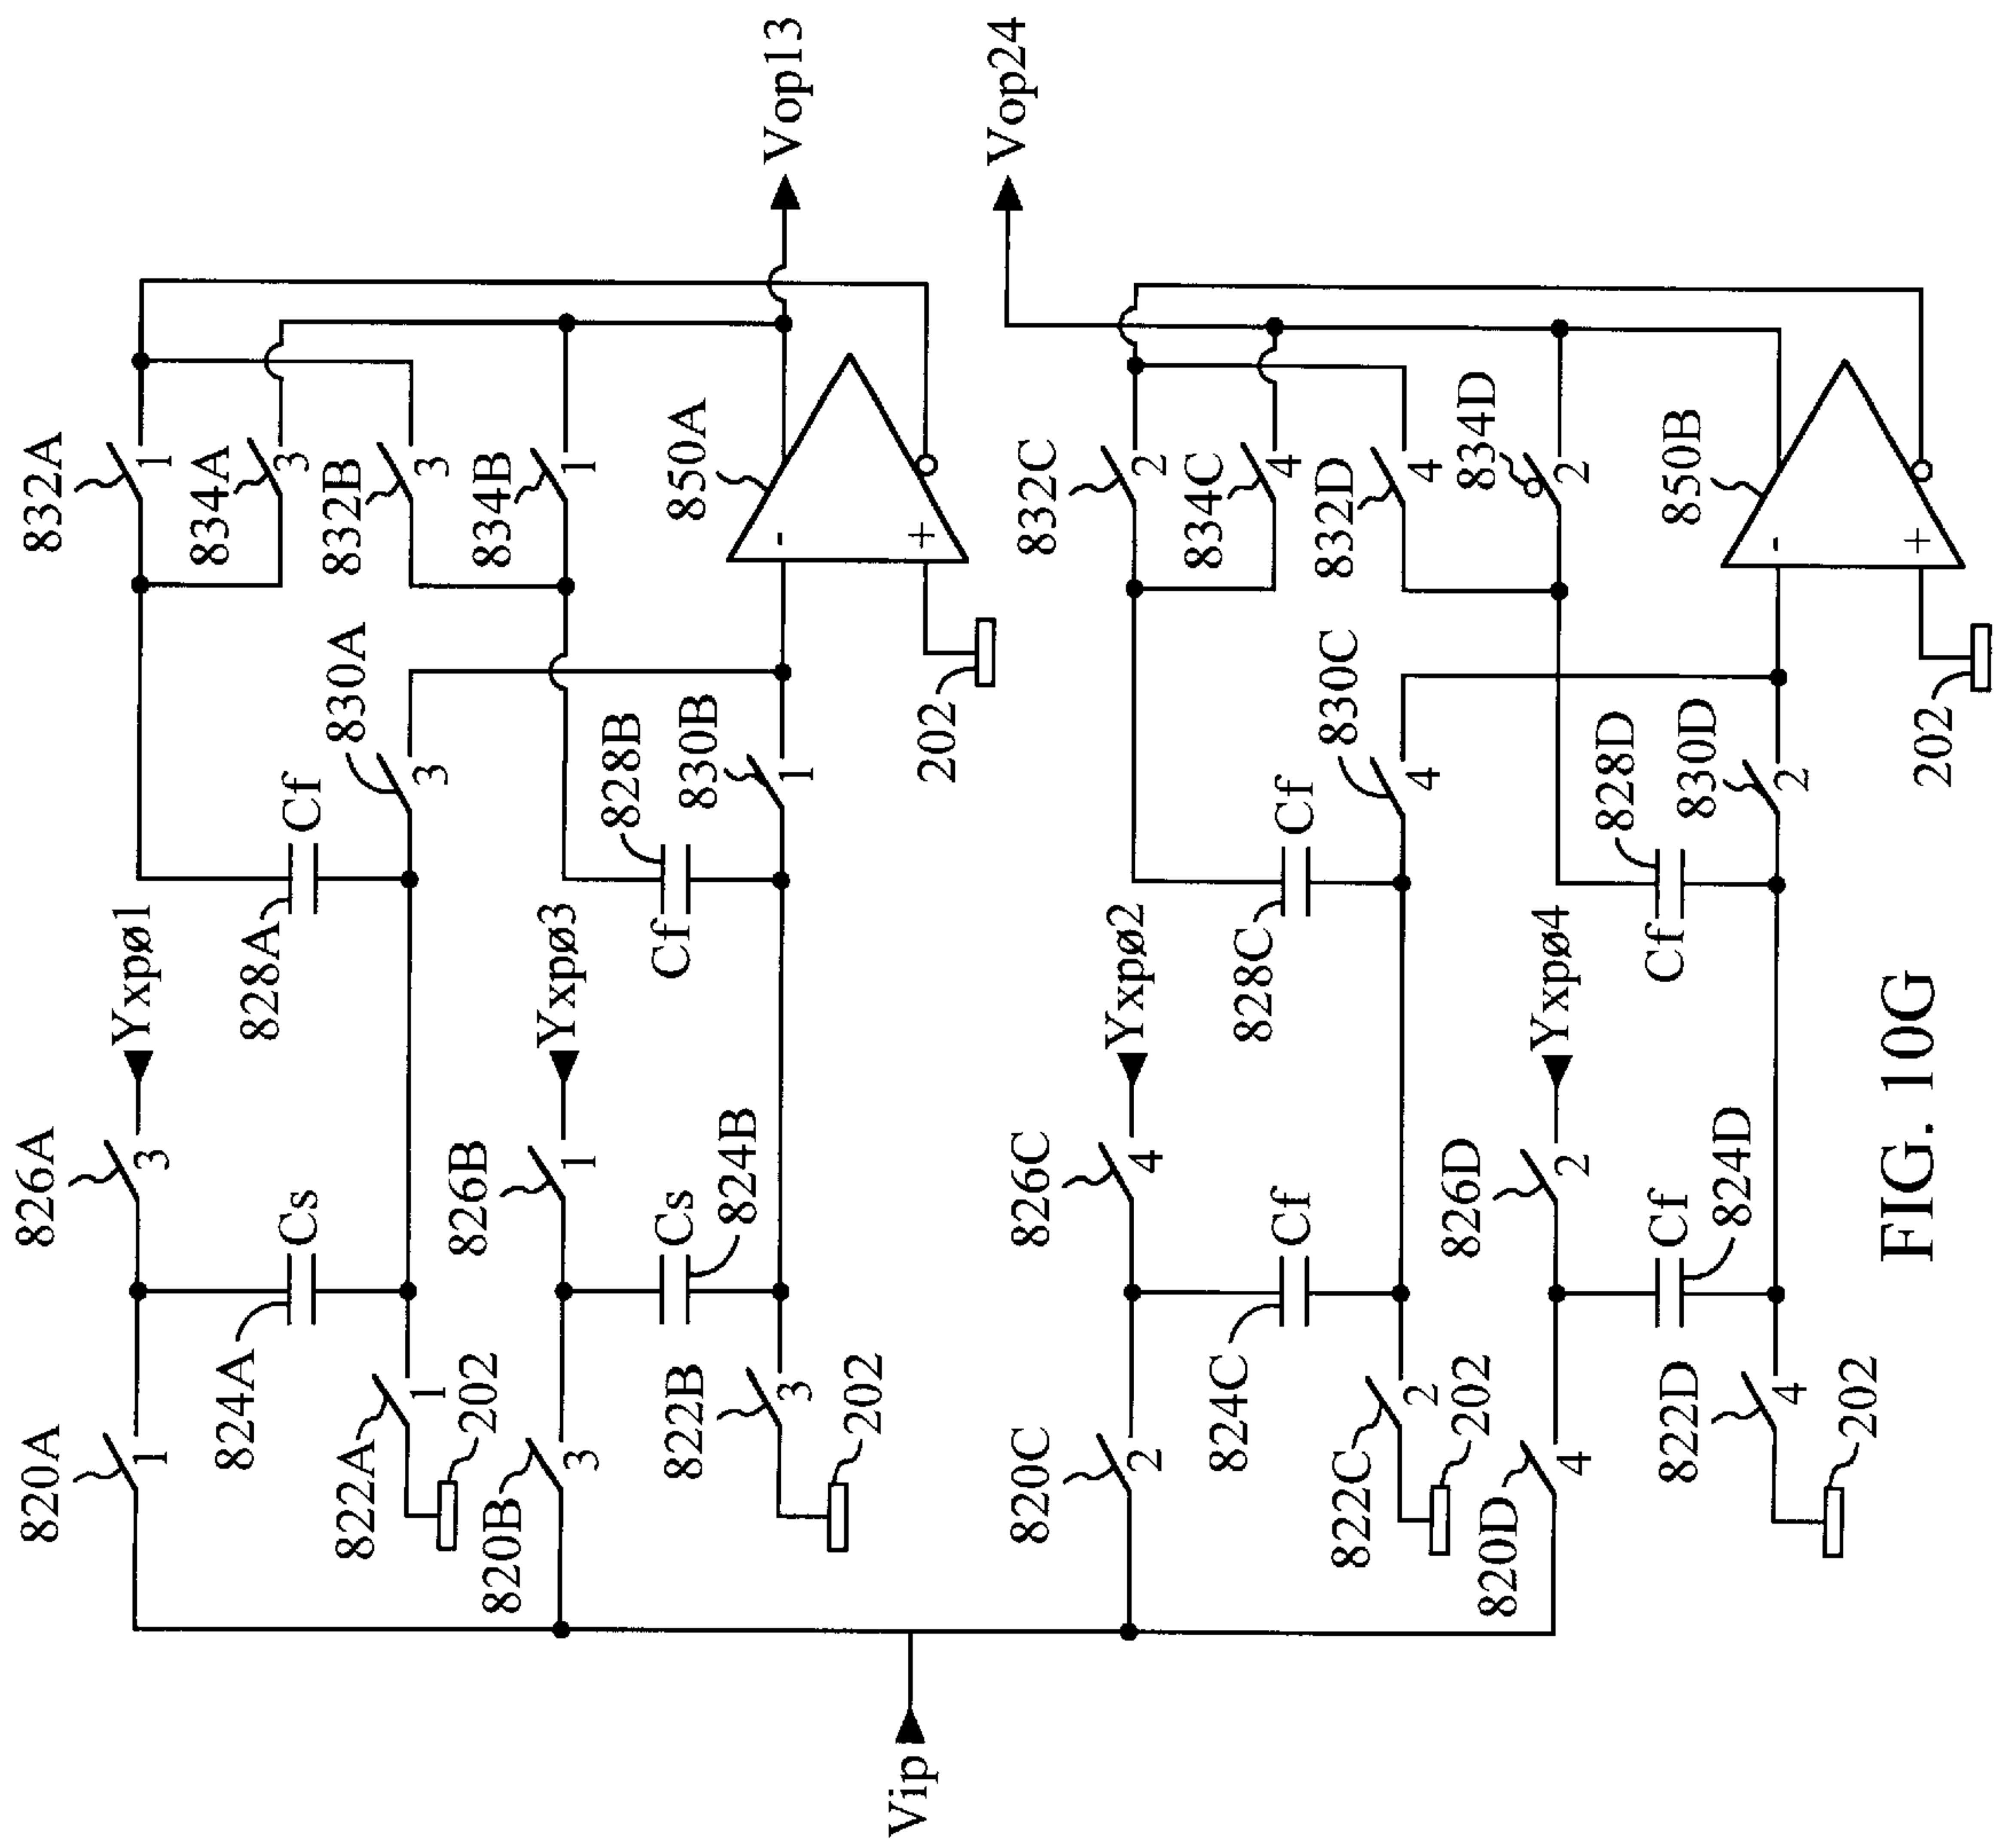 832A
1
834A
3
832B
3
834B
1
850A
-
+
Vop13
826A
3
Yxpø1
828A
Cf
830A
3
820A
1
824A
Cs
822A
1
202
826B
1
Yxpø3
Cf
828B
830B
1
202
820B
3
Cs
824B
822B
3
202
Vip
Vop24
832C
2
834C
4
832D
4
834D
2
850B
-
+
826C
4
Yxpø2
828C
Cf
830C
4
820C
2
824C
Cf
822C
2
202
826D
2
Yxpø4
Cf
828D
830D
2
202
820D
4
Cf
824D
822D
4
202
FIG. 10G